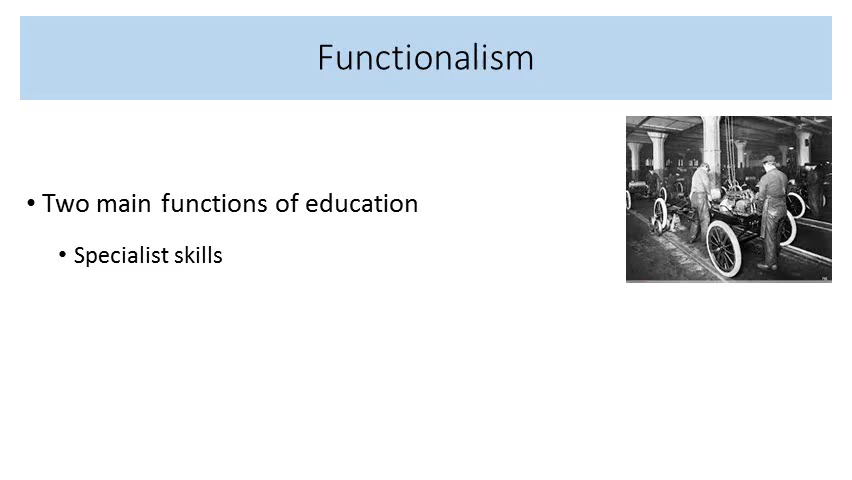 Functionalism
• Two main functions of education
• Specialist skills